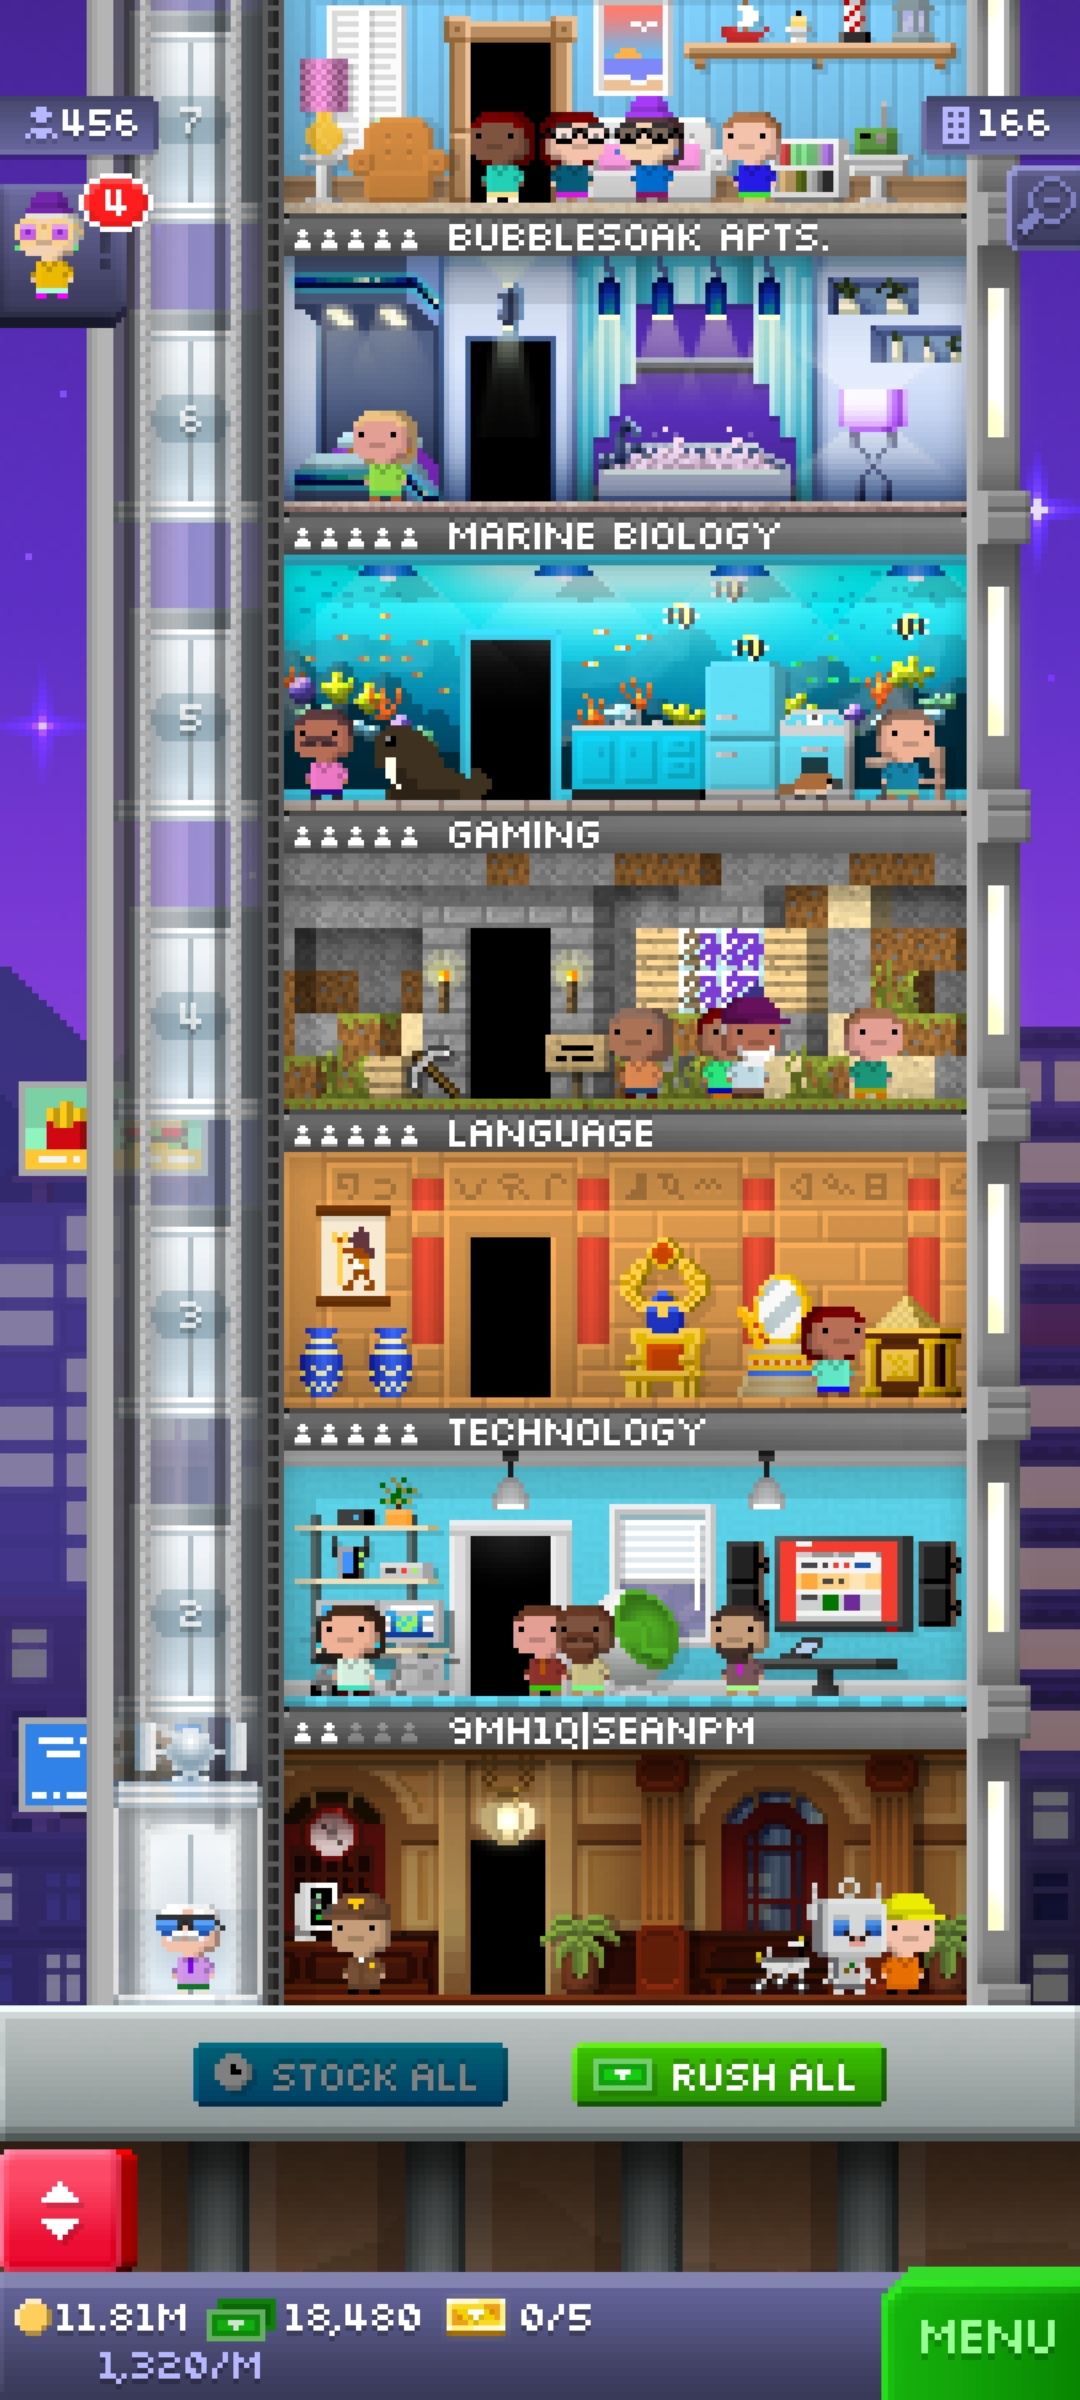 7
456
166
4
BUBBLESOAK APTS.
6
MARINE BIOLOGY
5
GAMING
4
LANGUAGE
3
TECHNOLOGY
2
9MH1Q|SEANPM
STOCK ALL
RUSH ALL
11.81M
18,480
0/5
1,320/M
MENU